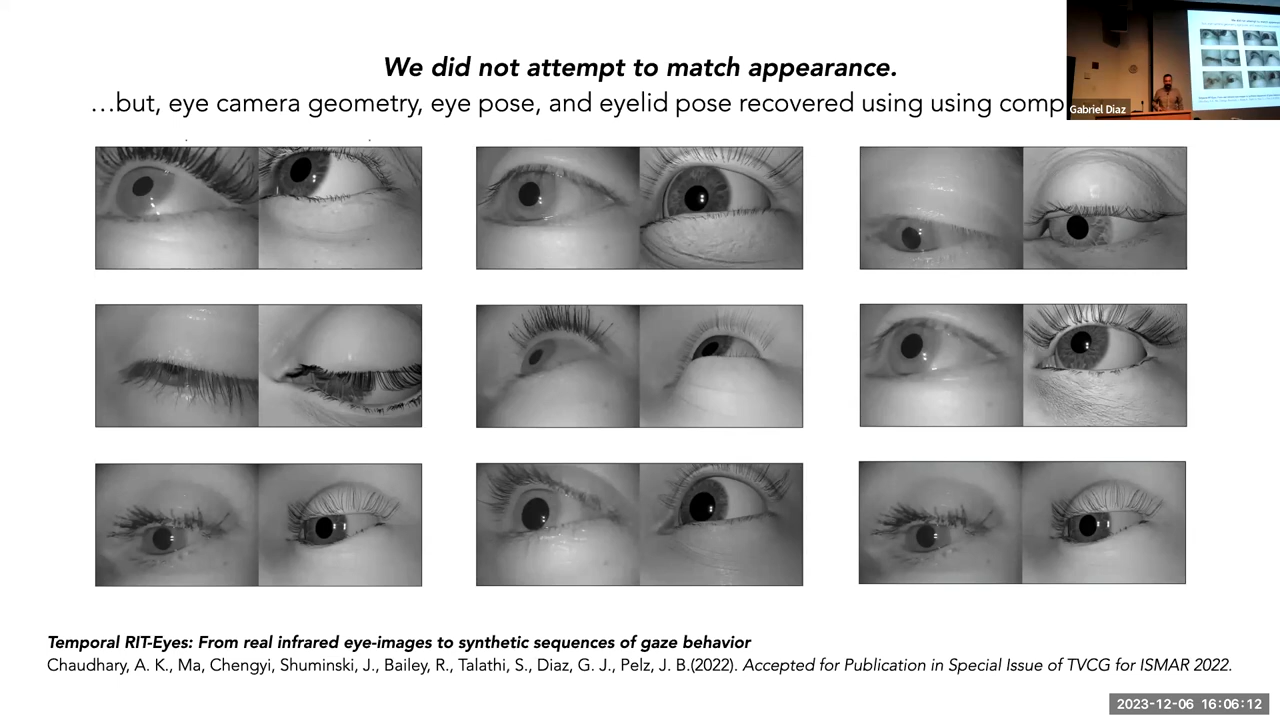 We did not attempt to match appearance.
…but, eye camera geometry, eye pose, and eyelid pose recovered using using comp
Gabriel Diaz
Temporal RIT-Eyes: From real infrared eye-images to synthetic sequences of gaze behavior
Chaudhary, A. K., Ma, Chengyi, Shuminski, J., Bailey, R., Talathi, S., Diaz, G. J., Pelz, J. B.(2022). Accepted for Publication in Special Issue of TVCG for ISMAR 2022.
2023-12-06 16:06:12